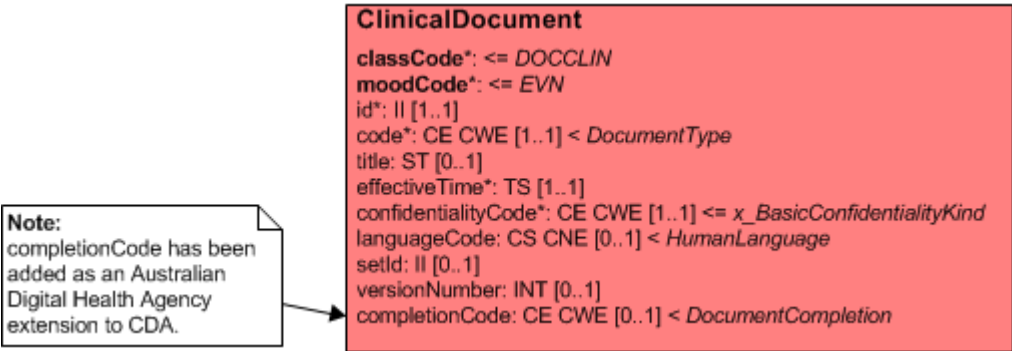 ClinicalDocument
classCode*: <= DOCCLIN
moodCode*: <= EVN
id*: II [1..1]
code*: CE CWE [1..1] < DocumentType
title: ST [0..1]
effectiveTime*: TS [1..1]
confidentialityCode*: CE CWE [1..1] <= x_BasicConfidentialityKind
languageCode: CS CNE [0..1] < HumanLanguage
setId: II [0..1]
versionNumber: INT [0..1]
completionCode: CE CWE [0..1] < DocumentCompletion
Note:
completionCode has been
added as an Australian
Digital Health Agency
extension to CDA.